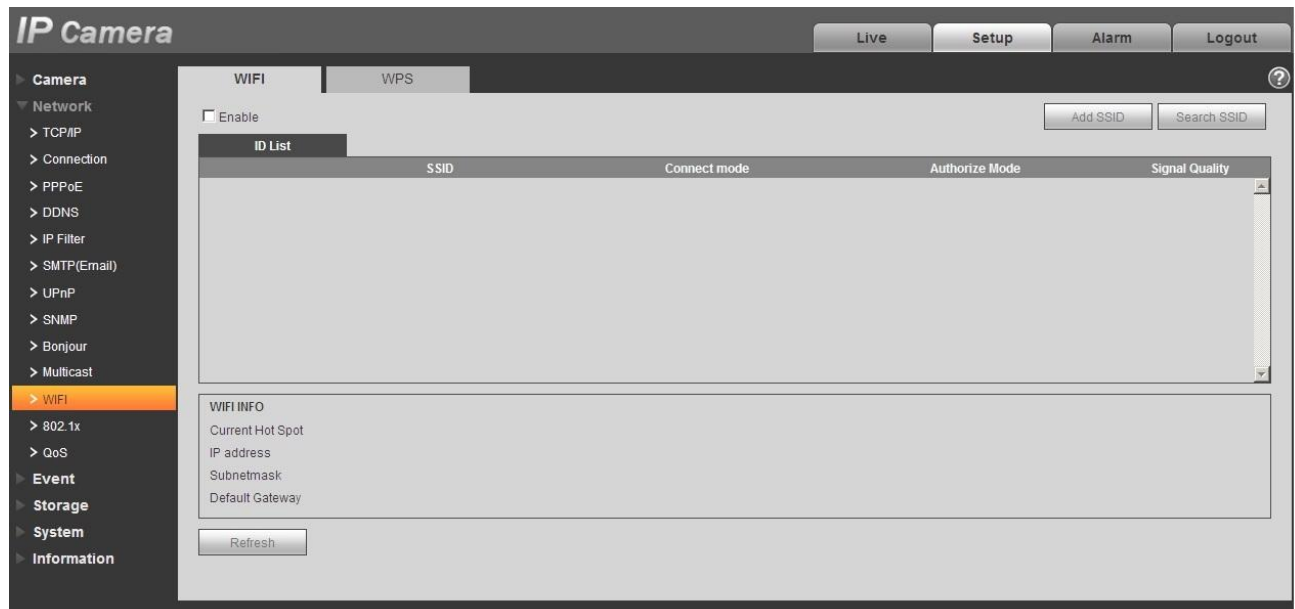 IP Camera
Live Setup Alarm Logout
Camera
Network
> TCP/IP
> Connection
> PPPoE
> DDNS
> IP Filter
> SMTP(Email)
> UPnP
> SNMP
> Bonjour
> Multicast
> WIFI
> 802.1x
> QoS
Event
Storage
System
Information
WIFI WPS
?
Enable Add SSID Search SSID
ID List
SSID Connect mode Authorize Mode Signal Quality
WIFI INFO
Current Hot Spot
IP address
Subnetmask
Default Gateway
Refresh